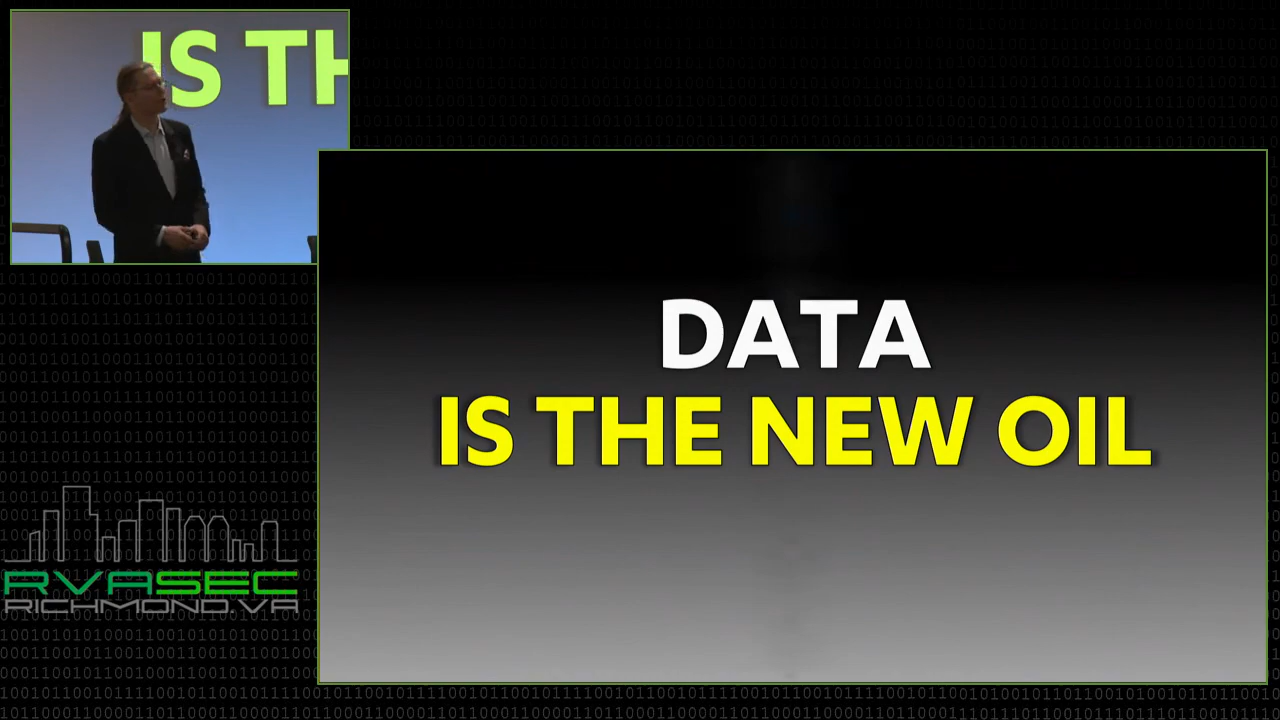 IS TH
DATA
IS THE NEW OIL
RVASEC
RICHMOND.VA